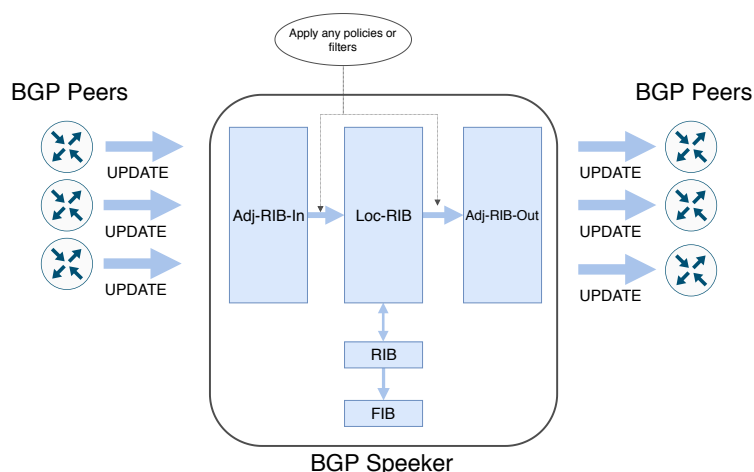 Apply any policies or
filters
BGP Peers
BGP Peers
UPDATE
UPDATE
UPDATE
Adj-RIB-In
Loc-RIB
Adj-RIB-Out
UPDATE
UPDATE
UPDATE
RIB
FIB
BGP Speeker